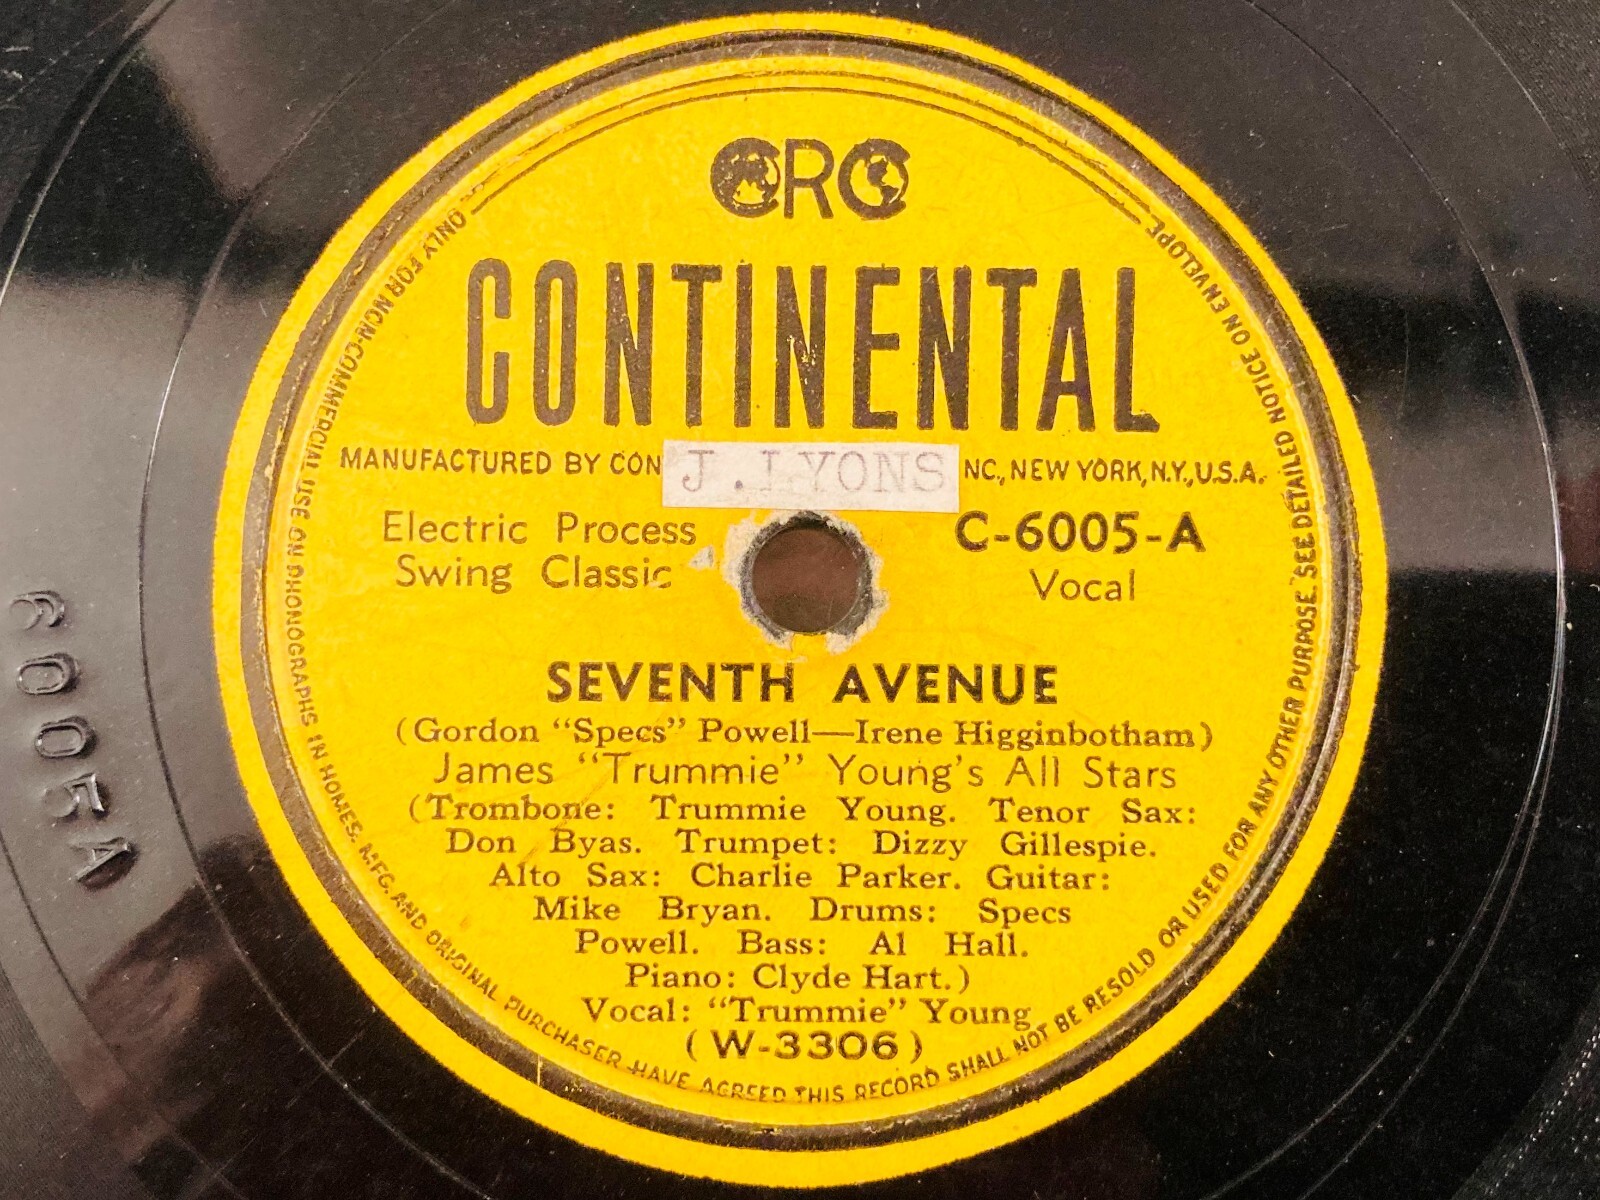 CRC
CONTINENTAL
MANUFACTURED BY CON J.LYONS NC., NEW YORK, N.Y., U.S.A.
Electric Process
Swing Classic
C-6005-A
Vocal
SEVENTH AVENUE
(Gordon “Specs” Powell—Irene Higginbotham)
James “Trummie” Young's All Stars
(Trombone: Trummie Young. Tenor Sax:
Don Byas. Trumpet: Dizzy Gillespie.
Alto Sax: Charlie Parker. Guitar:
Mike Bryan. Drums: Specs
Powell. Bass: Al Hall.
Piano: Clyde Hart.)
Vocal: “Trummie” Young
(W-3306)
ONLY FOR NON-COMMERCIAL USE ON PHONOGRAPHS IN HOMES. MFG. AND ORIGINAL PURCHASER HAVE AGREED THIS RECORD SHALL NOT BE RESOLD OR USED FOR ANY OTHER PURPOSE. SEE DETAILED NOTICE ON ENVELOPE
6005A